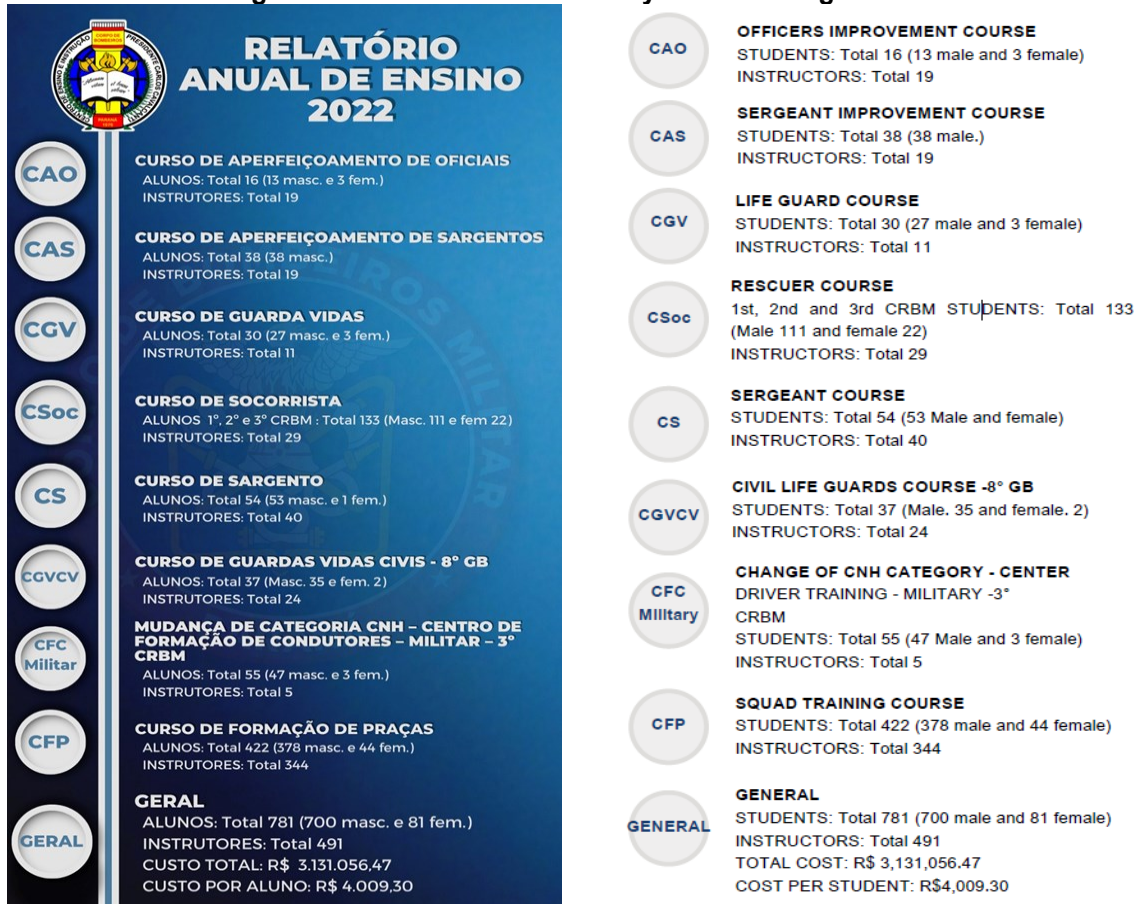 RELATÓRIO
ANUAL DE ENSINO
2022
CAO
CURSO DE APERFEIÇOAMENTO DE OFICIAIS
ALUNOS: Total 16 (13 masc. e 3 fem.)
INSTRUTORES: Total 19
CAS
CURSO DE APERFEIÇOAMENTO DE SARGENTOS
ALUNOS: Total 38 (38 masc.)
INSTRUTORES: Total 19
CGV
CURSO DE GUARDA VIDAS
ALUNOS: Total 30 (27 masc. e 3 fem.)
INSTRUTORES: Total 11
CSoc
CURSO DE SOCORRISTA
ALUNOS 1º, 2º e 3º CRBM : Total 133 (Masc. 111 e fem 22)
INSTRUTORES: Total 29
CS
CURSO DE SARGENTO
ALUNOS: Total 54 (53 masc. e 1 fem.)
INSTRUTORES: Total 40
CGVCV
CURSO DE GUARDAS VIDAS CIVIS - 8º GB
ALUNOS: Total 37 (Masc. 35 e fem. 2)
INSTRUTORES: Total 24
CFC
Militar
MUDANÇA DE CATEGORIA CNH – CENTRO DE
FORMAÇÃO DE CONDUTORES – MILITAR – 3º
CRBM
ALUNOS: Total 55 (47 masc. e 3 fem.)
INSTRUTORES: Total 5
CFP
CURSO DE FORMAÇÃO DE PRAÇAS
ALUNOS: Total 422 (378 masc. e 44 fem.)
INSTRUTORES: Total 344
GERAL
GERAL
ALUNOS: Total 781 (700 masc. e 81 fem.)
INSTRUTORES: Total 491
CUSTO TOTAL: R$ 3.131.056,47
CUSTO POR ALUNO: R$ 4.009,30
CAO
OFFICERS IMPROVEMENT COURSE
STUDENTS: Total 16 (13 male and 3 female)
INSTRUCTORS: Total 19
CAS
SERGEANT IMPROVEMENT COURSE
STUDENTS: Total 38 (38 male.)
INSTRUCTORS: Total 19
CGV
LIFE GUARD COURSE
STUDENTS: Total 30 (27 male and 3 female)
INSTRUCTORS: Total 11
CSoc
RESCUER COURSE
1st, 2nd and 3rd CRBM STUDENTS: Total 133
(Male 111 and female 22)
INSTRUCTORS: Total 29
CS
SERGEANT COURSE
STUDENTS: Total 54 (53 Male and female)
INSTRUCTORS: Total 40
CGVCV
CIVIL LIFE GUARDS COURSE -8° GB
STUDENTS: Total 37 (Male. 35 and female. 2)
INSTRUCTORS: Total 24
CFC
Military
CHANGE OF CNH CATEGORY - CENTER
DRIVER TRAINING - MILITARY -3°
CRBM
STUDENTS: Total 55 (47 Male and 3 female)
INSTRUCTORS: Total 5
CFP
SQUAD TRAINING COURSE
STUDENTS: Total 422 (378 male and 44 female)
INSTRUCTORS: Total 344
GENERAL
GENERAL
STUDENTS: Total 781 (700 male and 81 female)
INSTRUCTORS: Total 491
TOTAL COST: R$ 3,131,056.47
COST PER STUDENT: R$4,009.30